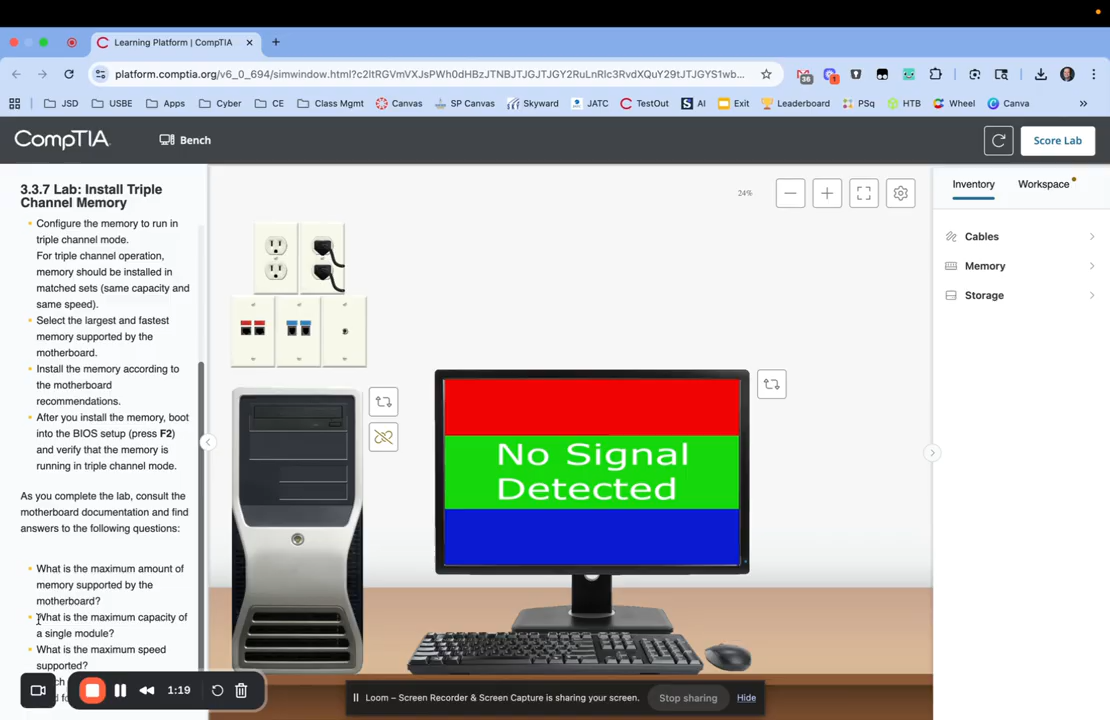 Learning Platform | CompTIA
platform.comptia.org/v6_0_694/simwindow.html?c2ltRGVmVXJsPWh0dHBzJTNBJTJGJTJGY2RuLnRlc3RvdXQuY29tJTJGYS1wb...
JSD
USBE
Apps
Cyber
CE
Class Mgmt
Canvas
SP Canvas
Skyward
JATC
TestOut
AI
Exit
Leaderboard
PSq
HTB
Wheel
Canva
CompTIA
Bench
Score Lab
3.3.7 Lab: Install Triple
Channel Memory
Configure the memory to run in
triple channel mode.
For triple channel operation,
memory should be installed in
matched sets (same capacity and
same speed).
Select the largest and fastest
memory supported by the
motherboard.
Install the memory according to
the motherboard
recommendations.
After you install the memory, boot
into the BIOS setup (press F2)
and verify that the memory is
running in triple channel mode.
As you complete the lab, consult the
motherboard documentation and find
answers to the following questions:
What is the maximum amount of
memory supported by the
motherboard?
What is the maximum capacity of
a single module?
What is the maximum speed
supported?
24%
No Signal
Detected
Inventory
Workspace
Cables
Memory
Storage
1:19
Loom – Screen Recorder & Screen Capture is sharing your screen.
Stop sharing
Hide